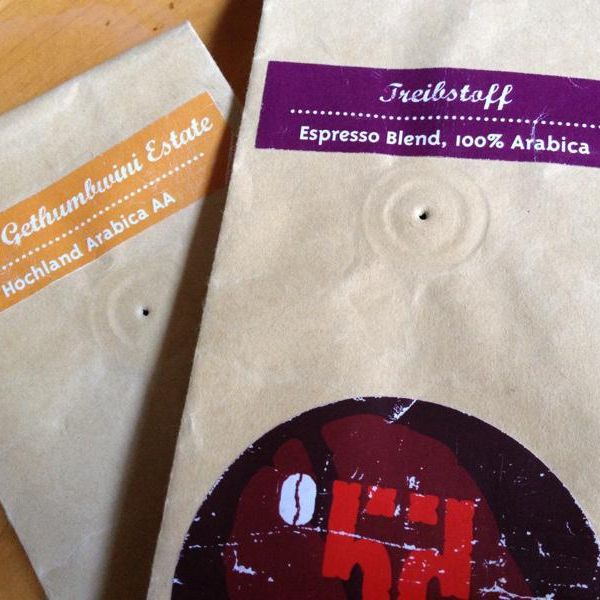 Gethumbwini Estate
Hochland Arabica AA
Treibstoff
Espresso Blend, 100% Arabica